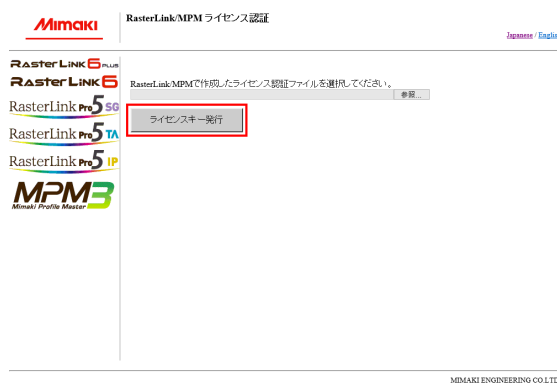 Mimaki
RasterLink/MPM ライセンス認証
Japanese / Englis
RASTERLINK6PLUS
RASTERLINK6
RasterLink Pro5 SG
RasterLink Pro5 TA
RasterLink Pro5 IP
MPM3
Mimaki Profile Master
RasterLink/MPMで作成したライセンス認証ファイルを選択してください。
参照...
ライセンスキー発行
MIMAKI ENGINEERING CO.LTD